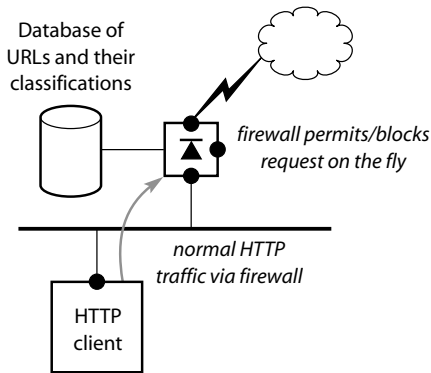 Database of
URLs and their
classifications
firewall permits/blocks
request on the fly
normal HTTP
traffic via firewall
HTTP
client